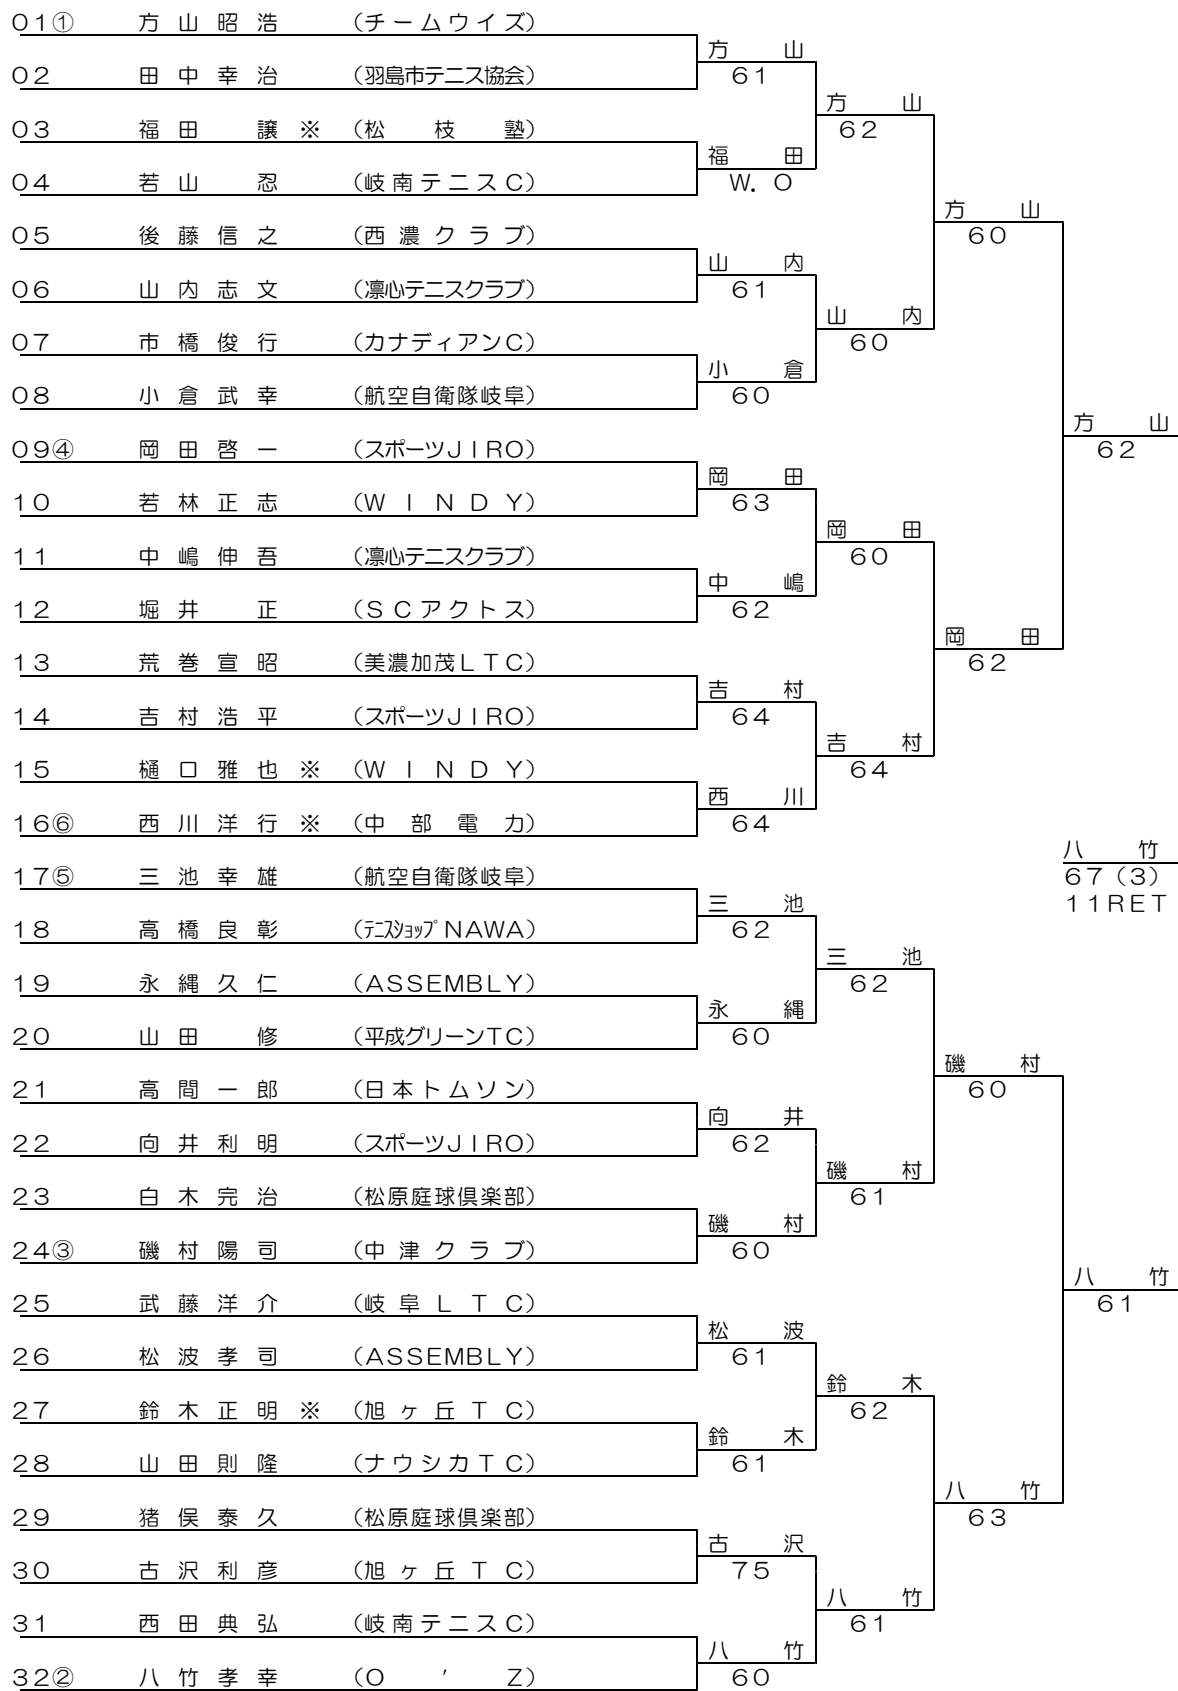 01① 方山昭浩 (チームウイズ)
方山
02 田中幸治 (羽島市テニス協会)
61
方山
03 福田 譲 ※ (松枝塾)
62
福田
04 若山 忍 (岐南テニスC)
W.O
方山
05 後藤信之 (西濃クラブ)
60
山内
06 山内志文 (凛心テニスクラブ)
61
山内
07 市橋俊行 (カナディアンC)
60
小倉
08 小倉武幸 (航空自衛隊岐阜)
60
方山
09④ 岡田啓一 (スポーツJIRO)
62
岡田
10 若林正志 (WINDY)
63
岡田
11 中嶋伸吾 (凛心テニスクラブ)
60
中嶋
12 堀井 正 (SCアクトス)
62
岡田
13 荒巻宣昭 (美濃加茂LTC)
62
吉村
14 吉村浩平 (スポーツJIRO)
64
吉村
15 樋口雅也 ※ (WINDY)
64
西川
16⑥ 西川洋行 ※ (中部電力)
64
八竹
17⑤ 三池幸雄 (航空自衛隊岐阜)
67(3)
11RET
三池
18 高橋良彰 (テニスショップNAWA)
62
三池
19 永縄久仁 (ASSEMBLY)
62
永縄
20 山田 修 (平成グリーンTC)
60
磯村
21 高間一郎 (日本トムソン)
60
向井
22 向井利明 (スポーツJIRO)
62
磯村
23 白木完治 (松原庭球倶楽部)
61
磯村
24③ 磯村陽司 (中津クラブ)
60
八竹
25 武藤洋介 (岐阜LTC)
61
松波
26 松波孝司 (ASSEMBLY)
61
鈴木
27 鈴木正明 ※ (旭ヶ丘TC)
62
鈴木
28 山田則隆 (ナウシカTC)
61
八竹
29 猪俣泰久 (松原庭球倶楽部)
63
古沢
30 古沢利彦 (旭ヶ丘TC)
75
八竹
31 西田典弘 (岐南テニスC)
61
八竹
32② 八竹孝幸 (O'Z)
60